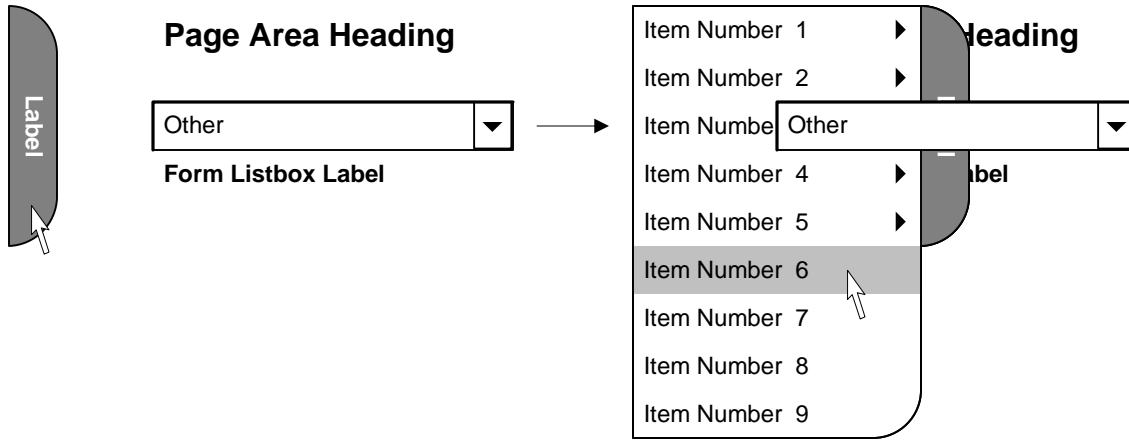 Label
Page Area Heading
Other
Form Listbox Label
Item Number 1
Item Number 2
Item Numbe
Item Number 4
Item Number 5
Item Number 6
Item Number 7
Item Number 8
Item Number 9
Heading
Other
abel